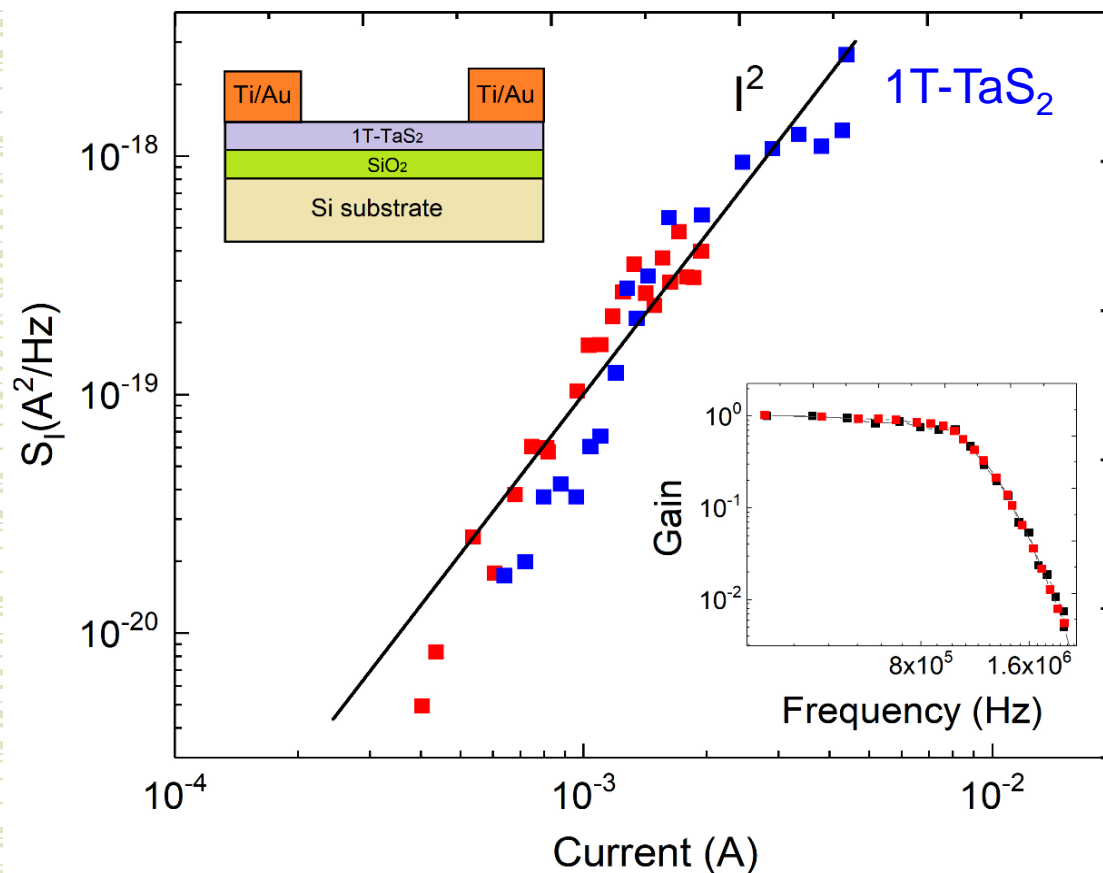 Ti/Au
Ti/Au
1T-TaS₂
SiO₂
Si substrate
I²
1T-TaS₂
10⁻¹⁸
10⁻¹⁹
10⁻²⁰
S_I(A²/Hz)
10⁻⁴
10⁻³
10⁻²
Current (A)
10⁰
10⁻¹
10⁻²
Gain
8x10⁵
1.6x10⁶
Frequency (Hz)